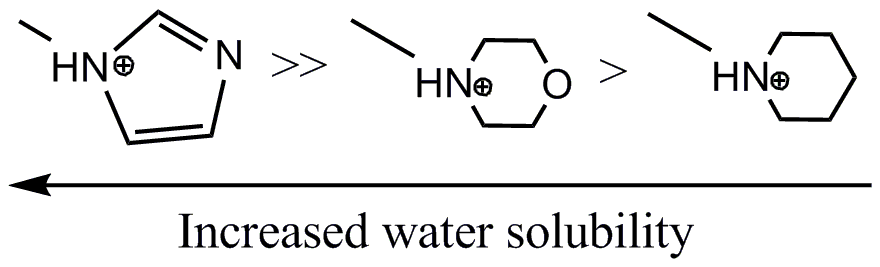 HN⊕ N >> HN⊕ O > HN⊕
Increased water solubility